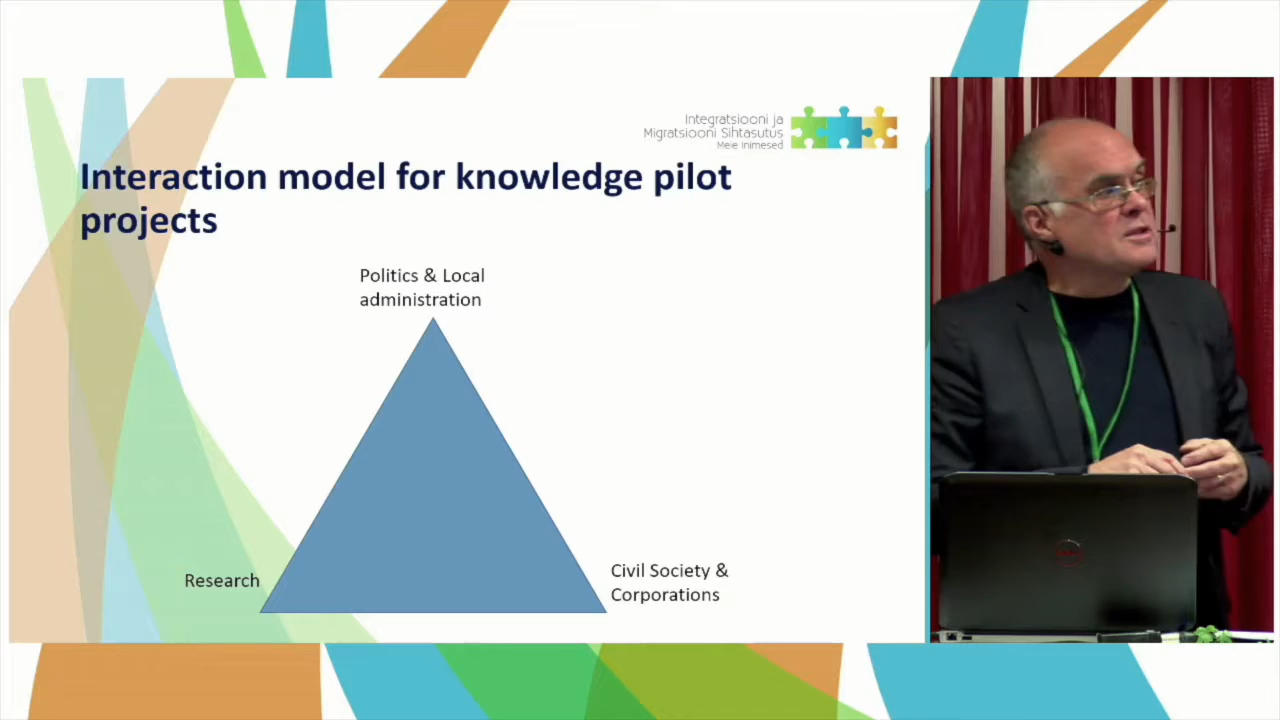 Integratsiooni ja
Migratsiooni Sihtasutus
Meie Inimesed
Interaction model for knowledge pilot
projects
Politics & Local
administration
Research
Civil Society &
Corporations
DELL